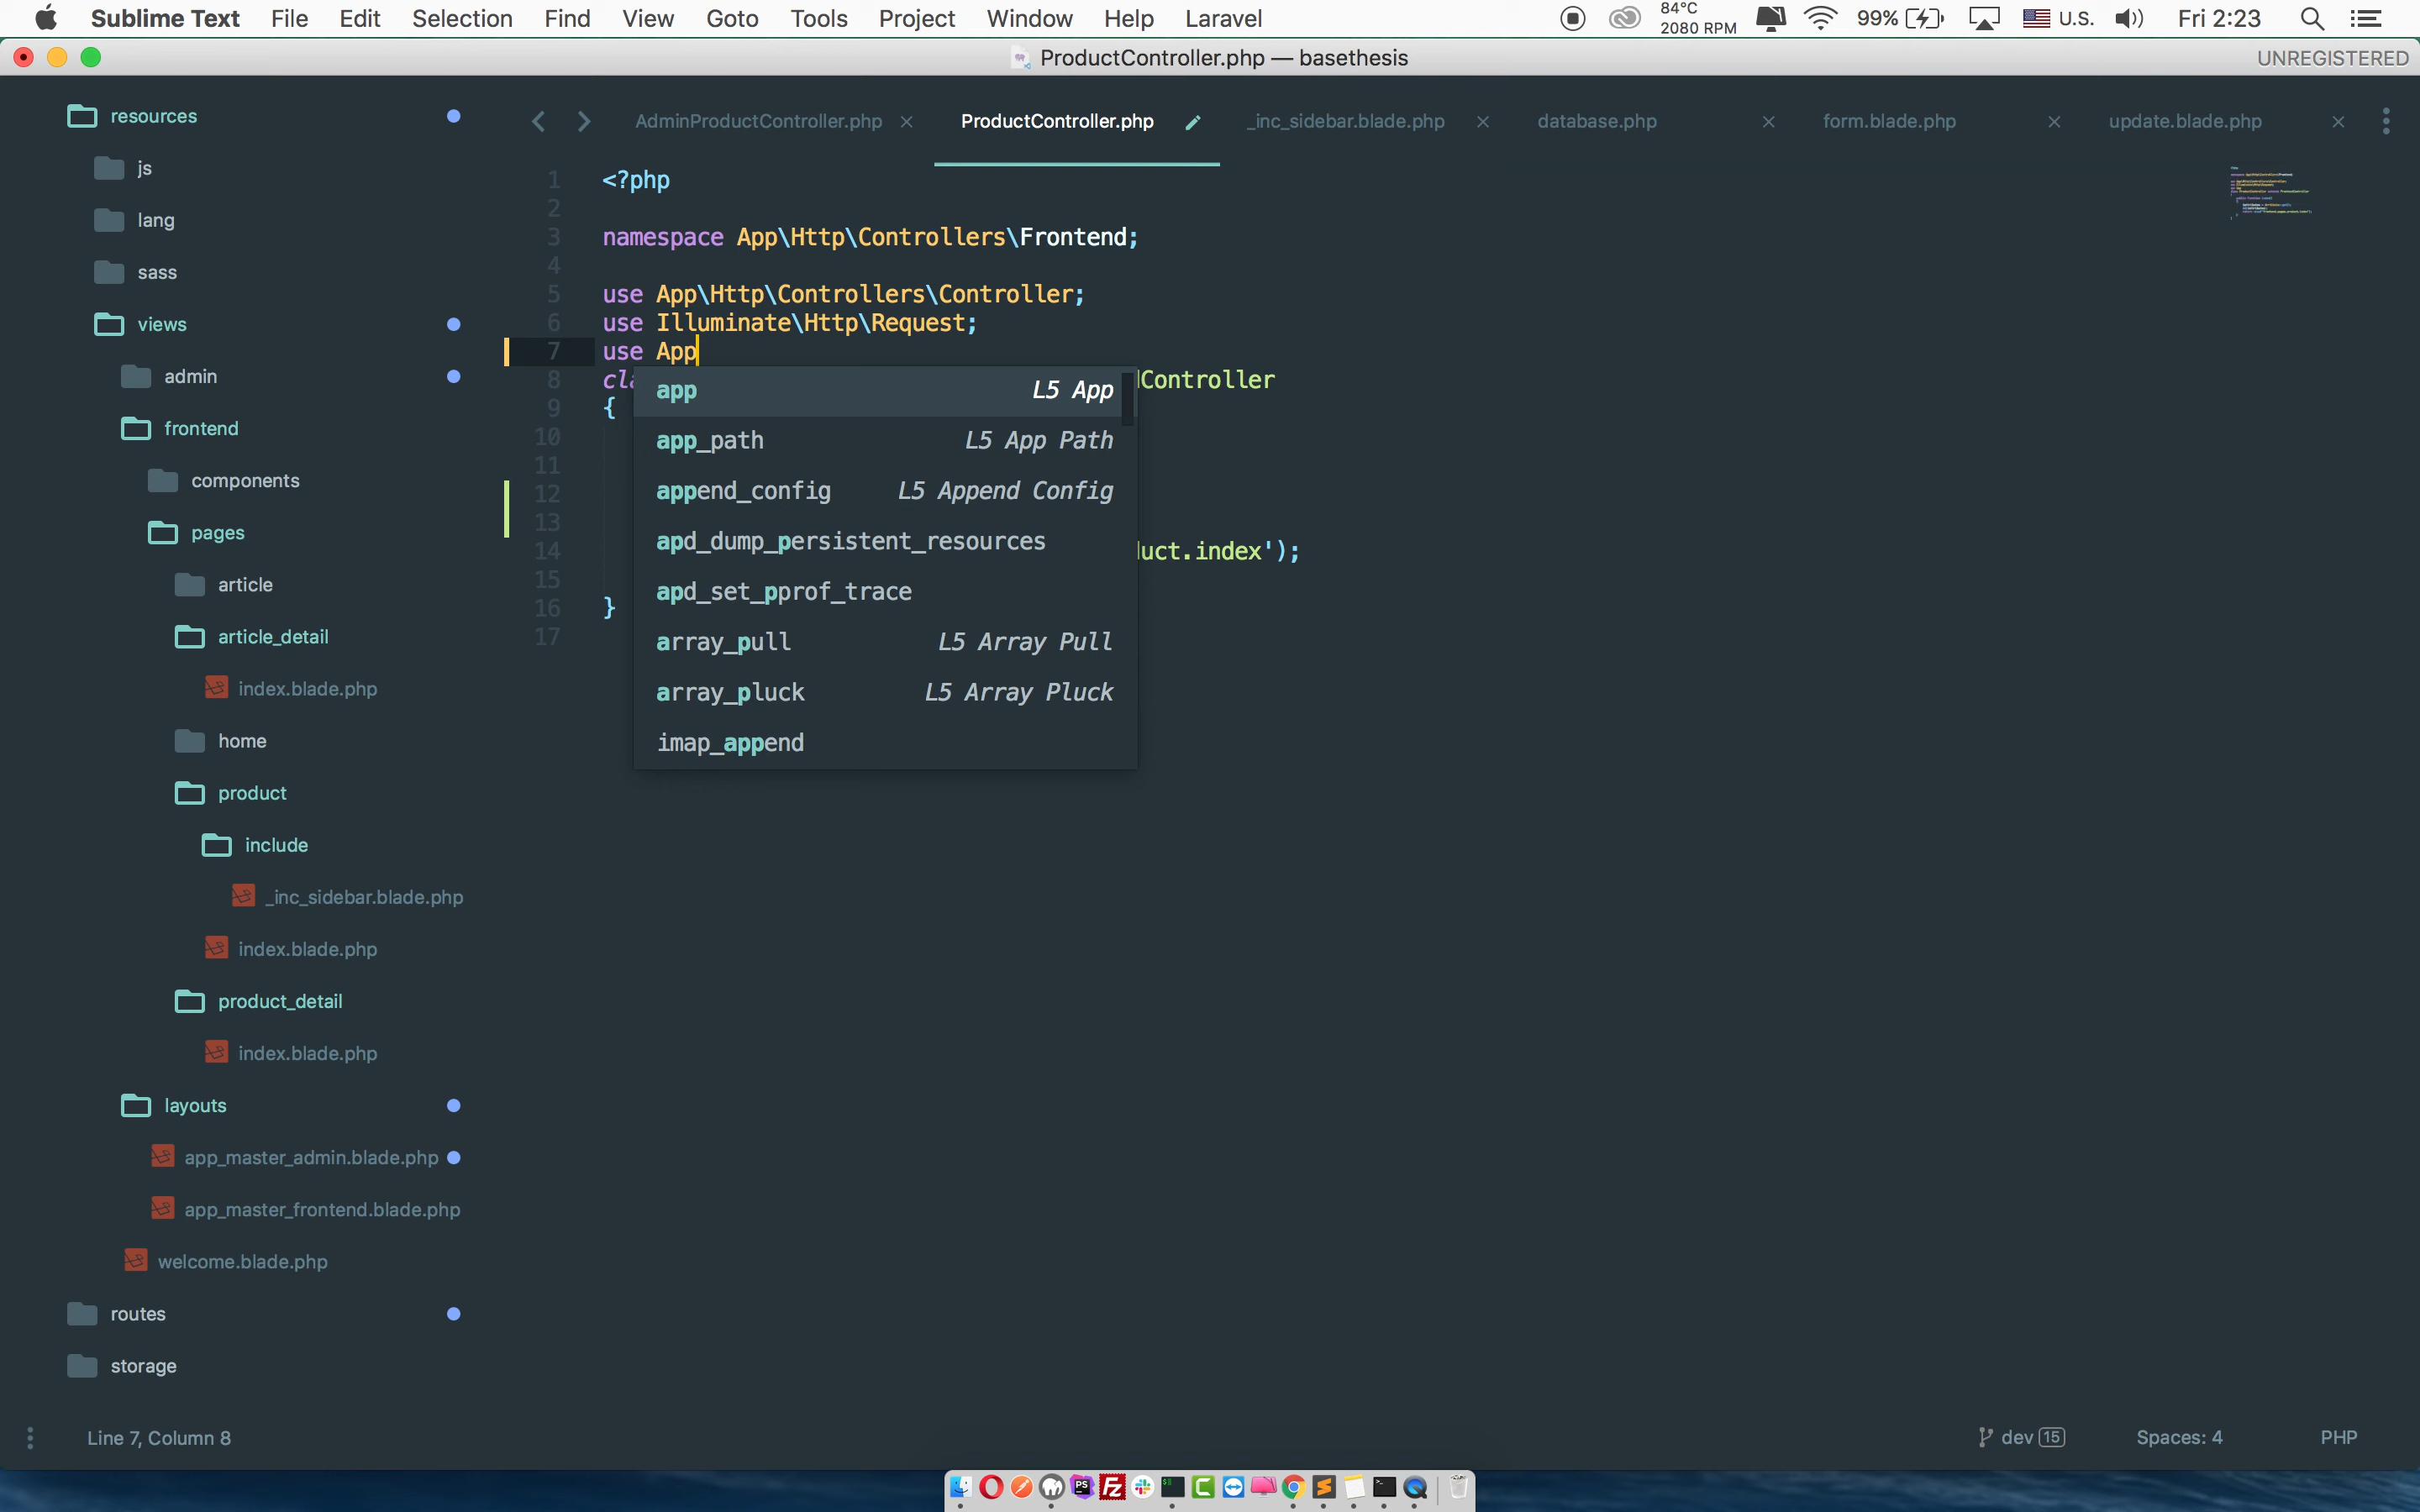 Sublime Text File Edit Selection Find View Goto Tools Project Window Help Laravel 84°C 2080 RPM 99% U.S. Fri 2:23
ProductController.php — basethesis UNREGISTERED
AdminProductController.php ProductController.php _inc_sidebar.blade.php database.php form.blade.php update.blade.php
resources
js
lang
sass
views
admin
frontend
components
pages
article
article_detail
index.blade.php
home
product
include
_inc_sidebar.blade.php
index.blade.php
product_detail
index.blade.php
layouts
app_master_admin.blade.php
app_master_frontend.blade.php
welcome.blade.php
routes
storage
1 <?php
2
3 namespace App\Http\Controllers\Frontend;
4
5 use App\Http\Controllers\Controller;
6 use Illuminate\Http\Request;
7 use App
8 cla Controller
9 {
10
11
12
13
14 uct.index');
15
16 }
17
app L5 App
app_path L5 App Path
append_config L5 Append Config
apd_dump_persistent_resources
apd_set_pprof_trace
array_pull L5 Array Pull
array_pluck L5 Array Pluck
imap_append
Line 7, Column 8 dev 15 Spaces: 4 PHP